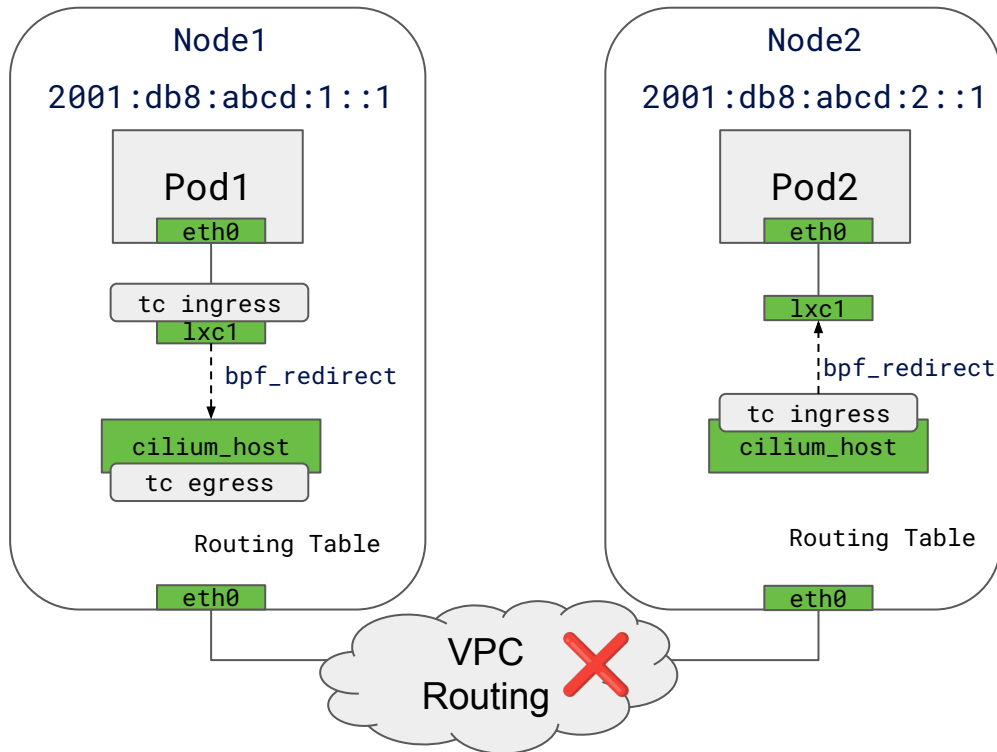 Node1
2001:db8:abcd:1::1
Pod1
eth0
tc ingress
lxc1
bpf_redirect
cilium_host
tc egress
Routing Table
eth0
Node2
2001:db8:abcd:2::1
Pod2
eth0
lxc1
bpf_redirect
tc ingress
cilium_host
Routing Table
eth0
VPC
Routing